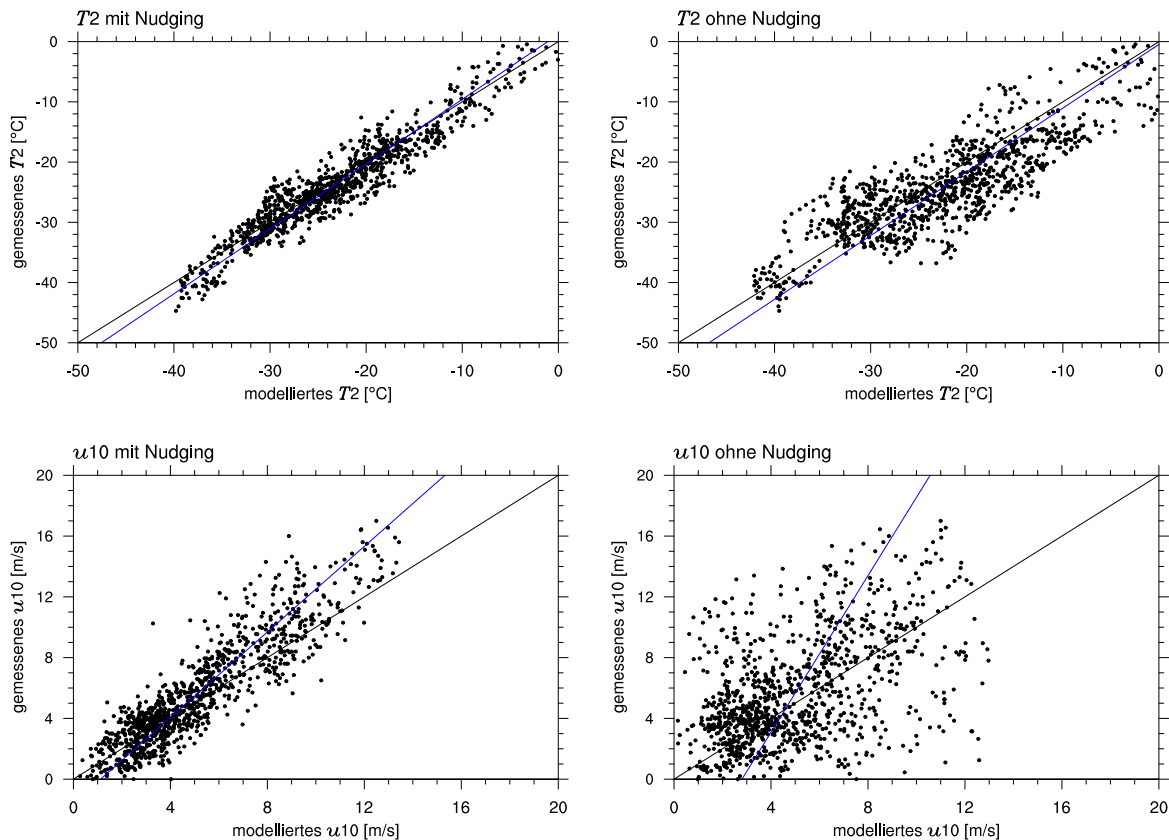 T2 mit Nudging
0
-10
-20
-30
-40
-50
gemessenes T2 [°C]
-50 -40 -30 -20 -10 0
modelliertes T2 [°C]
T2 ohne Nudging
0
-10
-20
-30
-40
-50
gemessenes T2 [°C]
-50 -40 -30 -20 -10 0
modelliertes T2 [°C]
u10 mit Nudging
20
16
12
8
4
0
gemessenes u10 [m/s]
0 4 8 12 16 20
modelliertes u10 [m/s]
u10 ohne Nudging
20
16
12
8
4
0
gemessenes u10 [m/s]
0 4 8 12 16 20
modelliertes u10 [m/s]